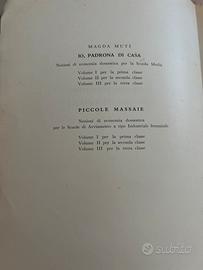 MAGDA MUTI
IO, PADRONA DI CASA
Nozioni di economia domestica per la Scuola Media
Volume I per la prima classe
Volume II per la seconda classe
Volume III per la terza classe
PICCOLE MASSAIE
Nozioni di economia domestica
per le Scuole di Avviamento a tipo Industriale femminile
Volume I per la prima classe
Volume II per la seconda classe
Volume III per la terza classe
subito